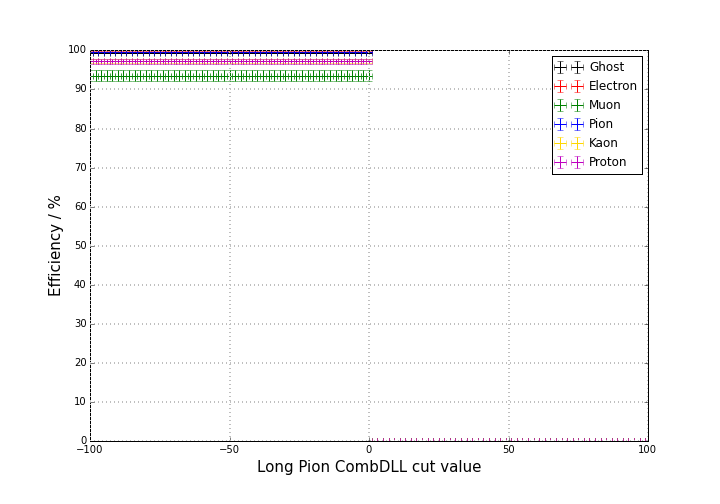 100
90
80
70
60
50
40
30
20
10
0
−100
−50
0
50
100
Efficiency / %
Long Pion CombDLL cut value
Ghost
Electron
Muon
Pion
Kaon
Proton